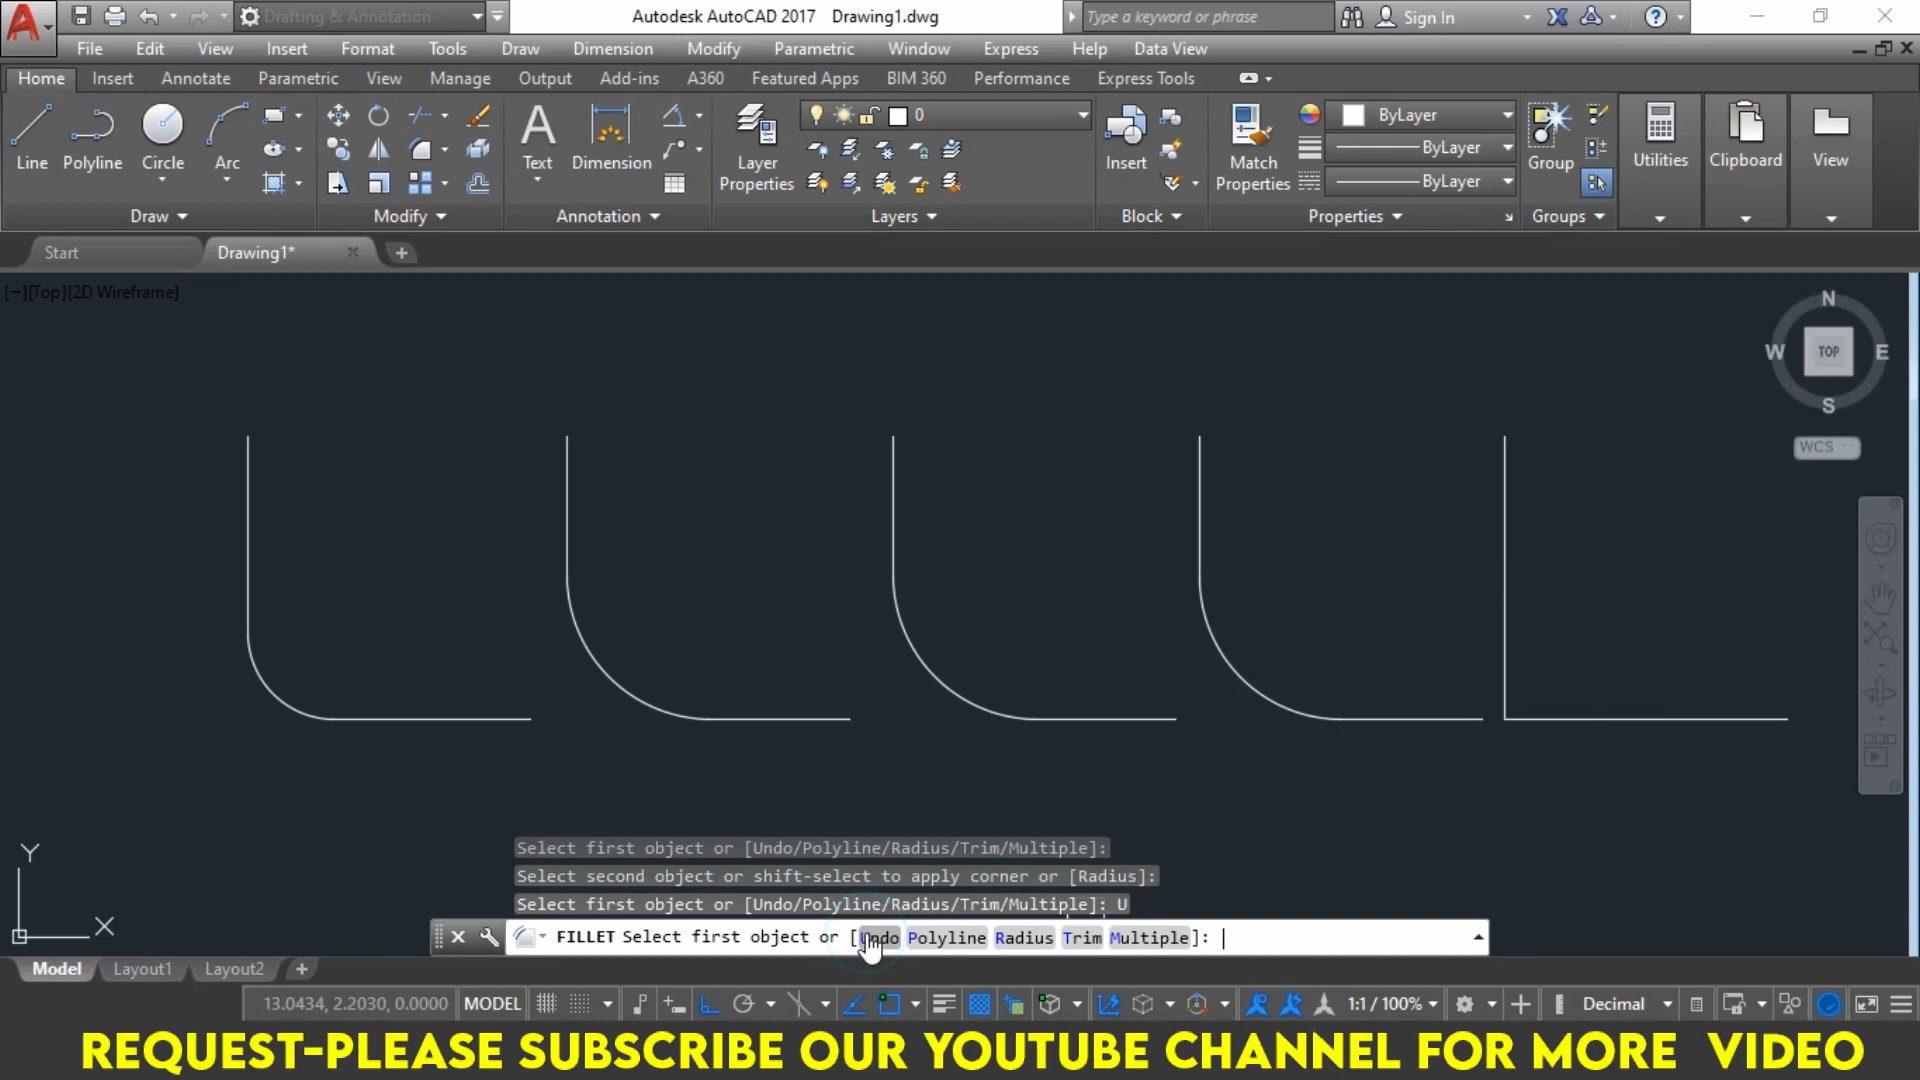 Drafting & Annotation
Autodesk AutoCAD 2017 Drawing1.dwg
Type a keyword or phrase
Sign In
File Edit View Insert Format Tools Draw Dimension Modify Parametric Window Express Help Data View
Home Insert Annotate Parametric View Manage Output Add-ins A360 Featured Apps BIM 360 Performance Express Tools
0 ByLayer
ByLayer
Line Polyline Circle Arc Text Dimension Layer Properties Insert Match Properties Group Utilities Clipboard View
ByLayer
Draw Modify Annotation Layers Block Properties Groups
Start Drawing1*
[−][Top][2D Wireframe]
N
W TOP E
S
WCS
Select first object or [Undo/Polyline/Radius/Trim/Multiple]:
Select second object or shift-select to apply corner or [Radius]:
Select first object or [Undo/Polyline/Radius/Trim/Multiple]: U
Y
X
FILLET Select first object or [Undo Polyline Radius Trim Multiple]:
Model Layout1 Layout2
13.0434, 2.2030, 0.0000 MODEL 1:1 / 100% Decimal
REQUEST-PLEASE SUBSCRIBE OUR YOUTUBE CHANNEL FOR MORE VIDEO